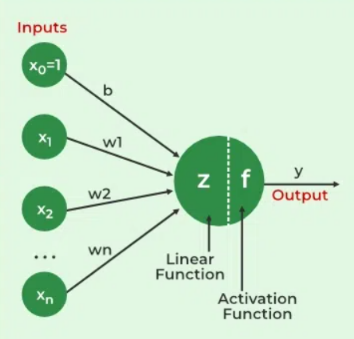 Inputs
x₀=1
b
x₁
w1
x₂
w2
...
wn
xₙ
z
f
y
Output
Linear
Function
Activation
Function